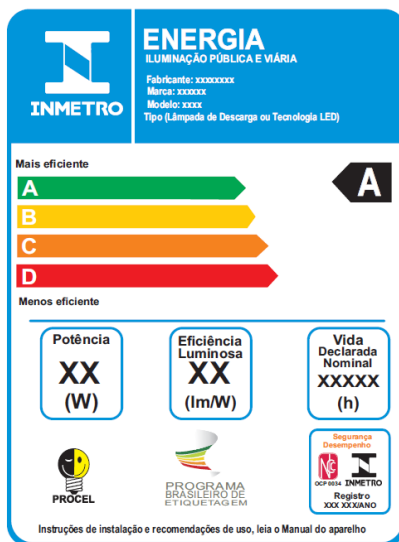 INMETRO
ENERGIA
ILUMINAÇÃO PÚBLICA E VIÁRIA
Fabricante: xxxxxxxx
Marca: xxxxxx
Modelo: xxxx
Tipo (Lâmpada de Descarga ou Tecnologia LED)
Mais eficiente
A
A
B
C
D
Menos eficiente
Potência
XX
(W)
Eficiência
Luminosa
XX
(lm/W)
Vida
Declarada
Nominal
XXXXX
(h)
PROCEL
PROGRAMA
BRASILEIRO DE
ETIQUETAGEM
Segurança
Desempenho
NCC
OCP 0034
INMETRO
Registro
XXX XXX/ANO
Instruções de instalação e recomendações de uso, leia o Manual do aparelho